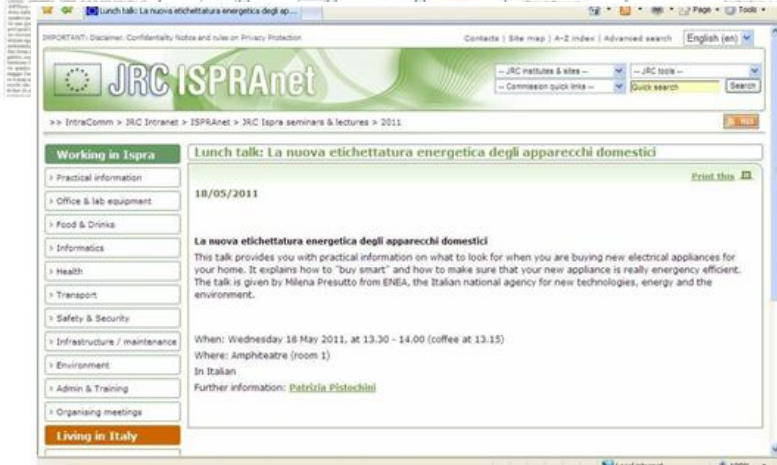 Lunch talk: La nuova etichettatura energetica degli ap...
Page
Tools
IMPORTANT: Disclaimer, Confidentiality Notice and rules on Privacy Protection
Contacts | Site map | A-Z index | Advanced search
English (en)
JRC ISPRAnet
-- JRC institutes & sites --
-- JRC tools --
-- Commission quick links --
Quick search
Search
>> IntraComm > JRC Intranet > ISPRAnet > JRC Ispra seminars & lectures > 2011
RSS
Working in Ispra
Lunch talk: La nuova etichettatura energetica degli apparecchi domestici
Print this
> Practical information
18/05/2011
> Office & lab equipment
> Food & Drinks
> Informatics
La nuova etichettatura energetica degli apparecchi domestici
This talk provides you with practical information on what to look for when you are buying new electrical appliances for
your home. It explains how to "buy smart" and how to make sure that your new appliance is really energency efficient.
The talk is given by Milena Presutto from ENEA, the Italian national agency for new technologies, energy and the
environment.
> Health
> Transport
> Safety & Security
> Infrastructure / maintenance
When: Wednesday 18 May 2011, at 13.30 - 14.00 (coffee at 13.15)
Where: Amphiteatre (room 1)
> Environment
In Italian
> Admin & Training
Further information: Patrizia Pistochini
> Organising meetings
Living in Italy